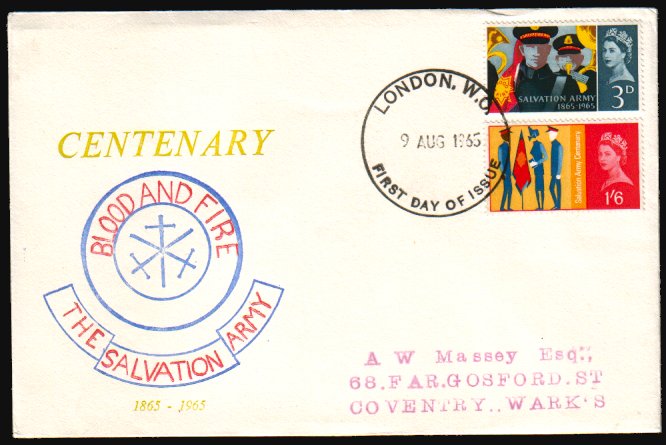 SALVATION ARMY
1865-1965
3D
LONDON, W.C.
9 AUG 1965
FIRST DAY OF ISSUE
Salvation Army Centenary
1'6
CENTENARY
BLOOD AND FIRE
THE SALVATION ARMY
1865 - 1965
A W Massey Esq;,
68.FAR.GOSFORD.ST
COVENTRY.. WARK'S